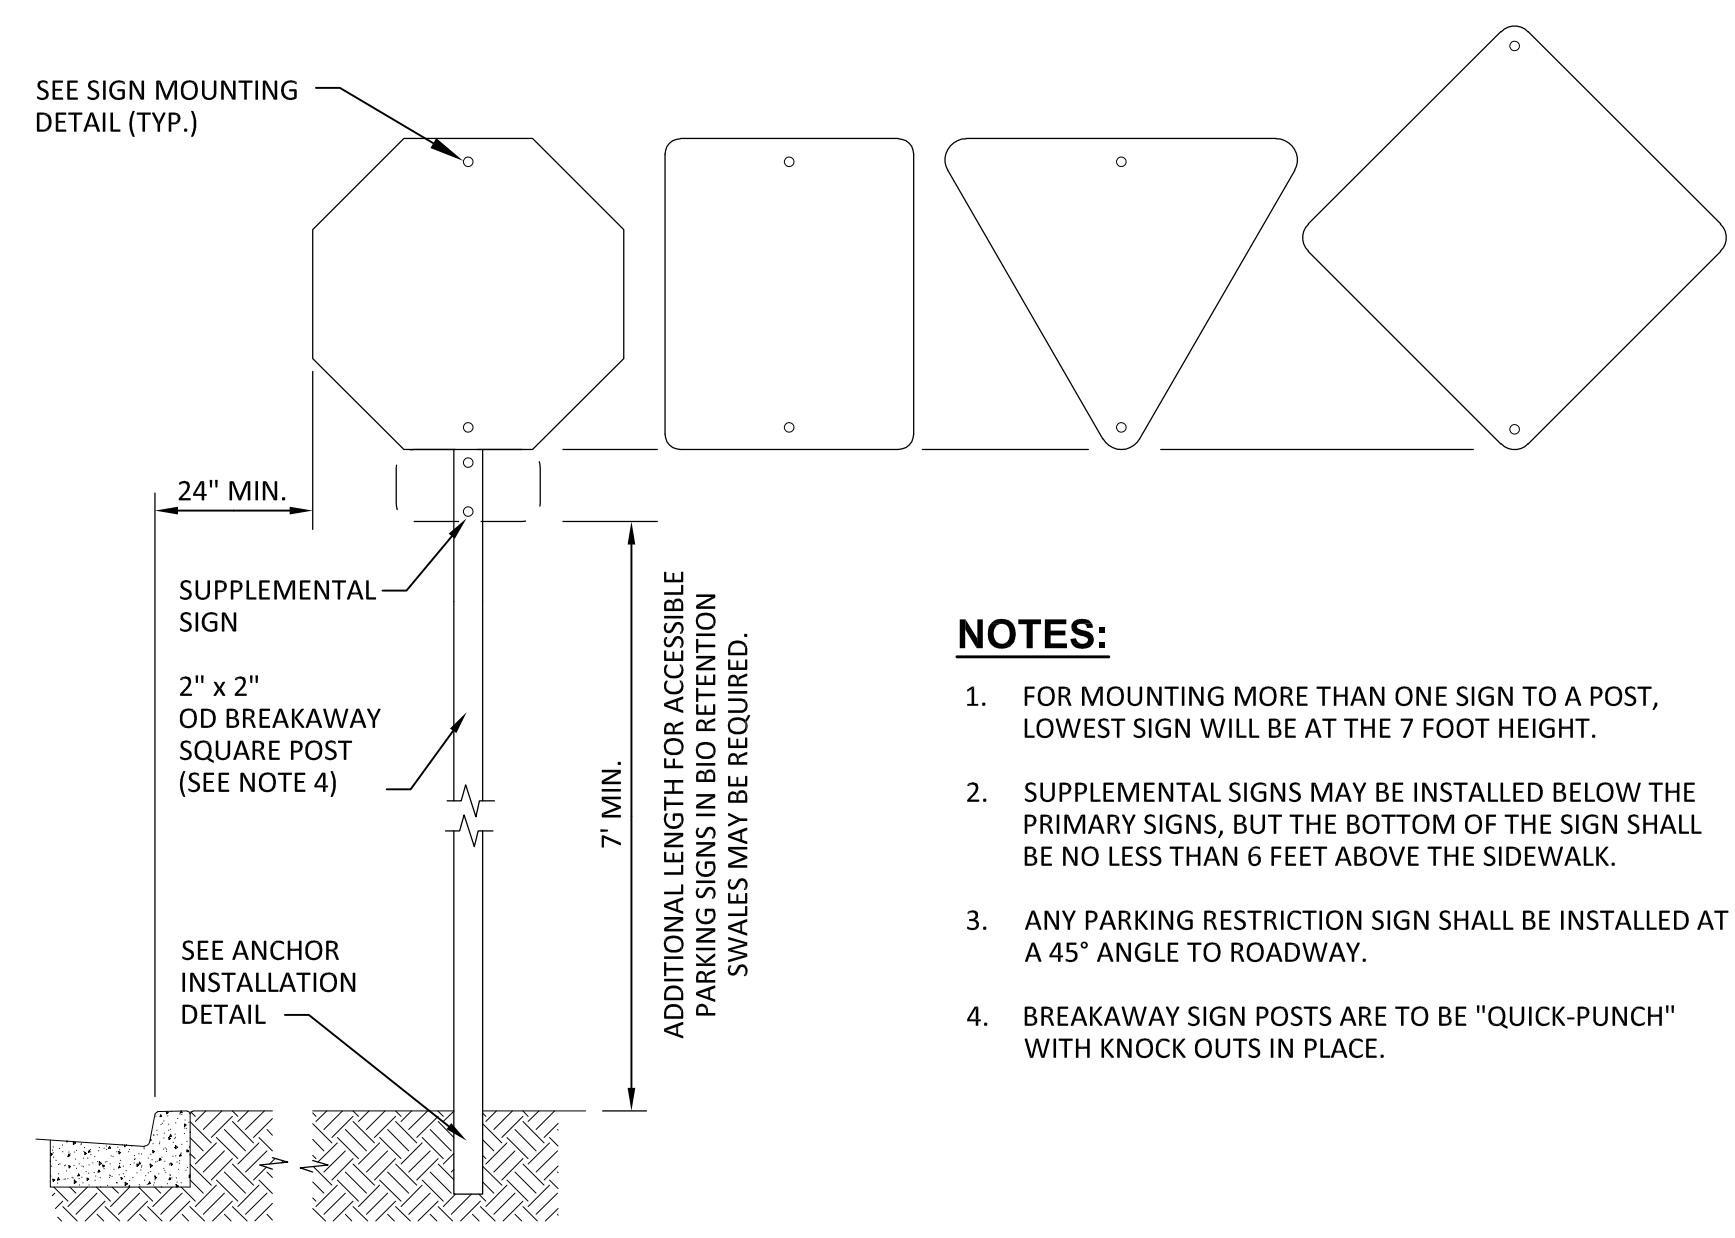 SEE SIGN MOUNTING
DETAIL (TYP.)
24" MIN.
SUPPLEMENTAL
SIGN
2" x 2"
OD BREAKAWAY
SQUARE POST
(SEE NOTE 4)
SEE ANCHOR
INSTALLATION
DETAIL
7' MIN.
ADDITIONAL LENGTH FOR ACCESSIBLE
PARKING SIGNS IN BIO RETENTION
SWALES MAY BE REQUIRED.
NOTES:
1. FOR MOUNTING MORE THAN ONE SIGN TO A POST,
LOWEST SIGN WILL BE AT THE 7 FOOT HEIGHT.
2. SUPPLEMENTAL SIGNS MAY BE INSTALLED BELOW THE
PRIMARY SIGNS, BUT THE BOTTOM OF THE SIGN SHALL
BE NO LESS THAN 6 FEET ABOVE THE SIDEWALK.
3. ANY PARKING RESTRICTION SIGN SHALL BE INSTALLED AT
A 45° ANGLE TO ROADWAY.
4. BREAKAWAY SIGN POSTS ARE TO BE "QUICK-PUNCH"
WITH KNOCK OUTS IN PLACE.